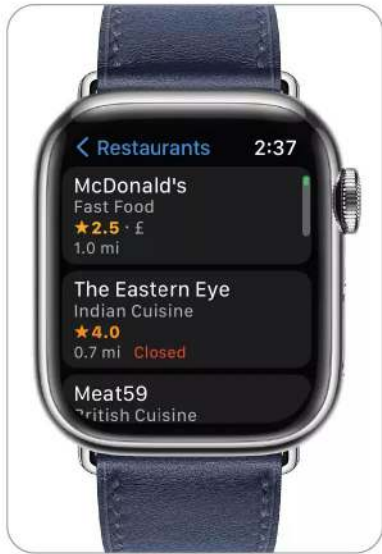 < Restaurants 2:37
McDonald's
Fast Food
★2.5 · £
1.0 mi
The Eastern Eye
Indian Cuisine
★4.0
0.7 mi Closed
Meat59
British Cuisine